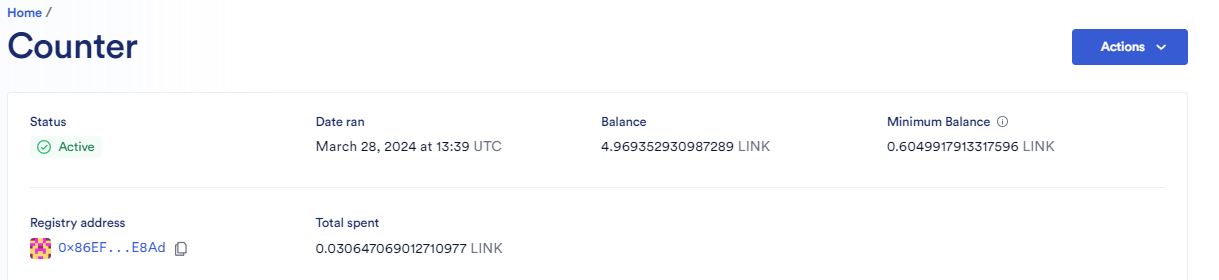 Home /
Counter
Actions
Status Date ran Balance Minimum Balance
Active March 28, 2024 at 13:39 UTC 4.969352930987289 LINK 0.6049917913317596 LINK
Registry address Total spent
0x86EF...E8Ad 0.030647069012710977 LINK